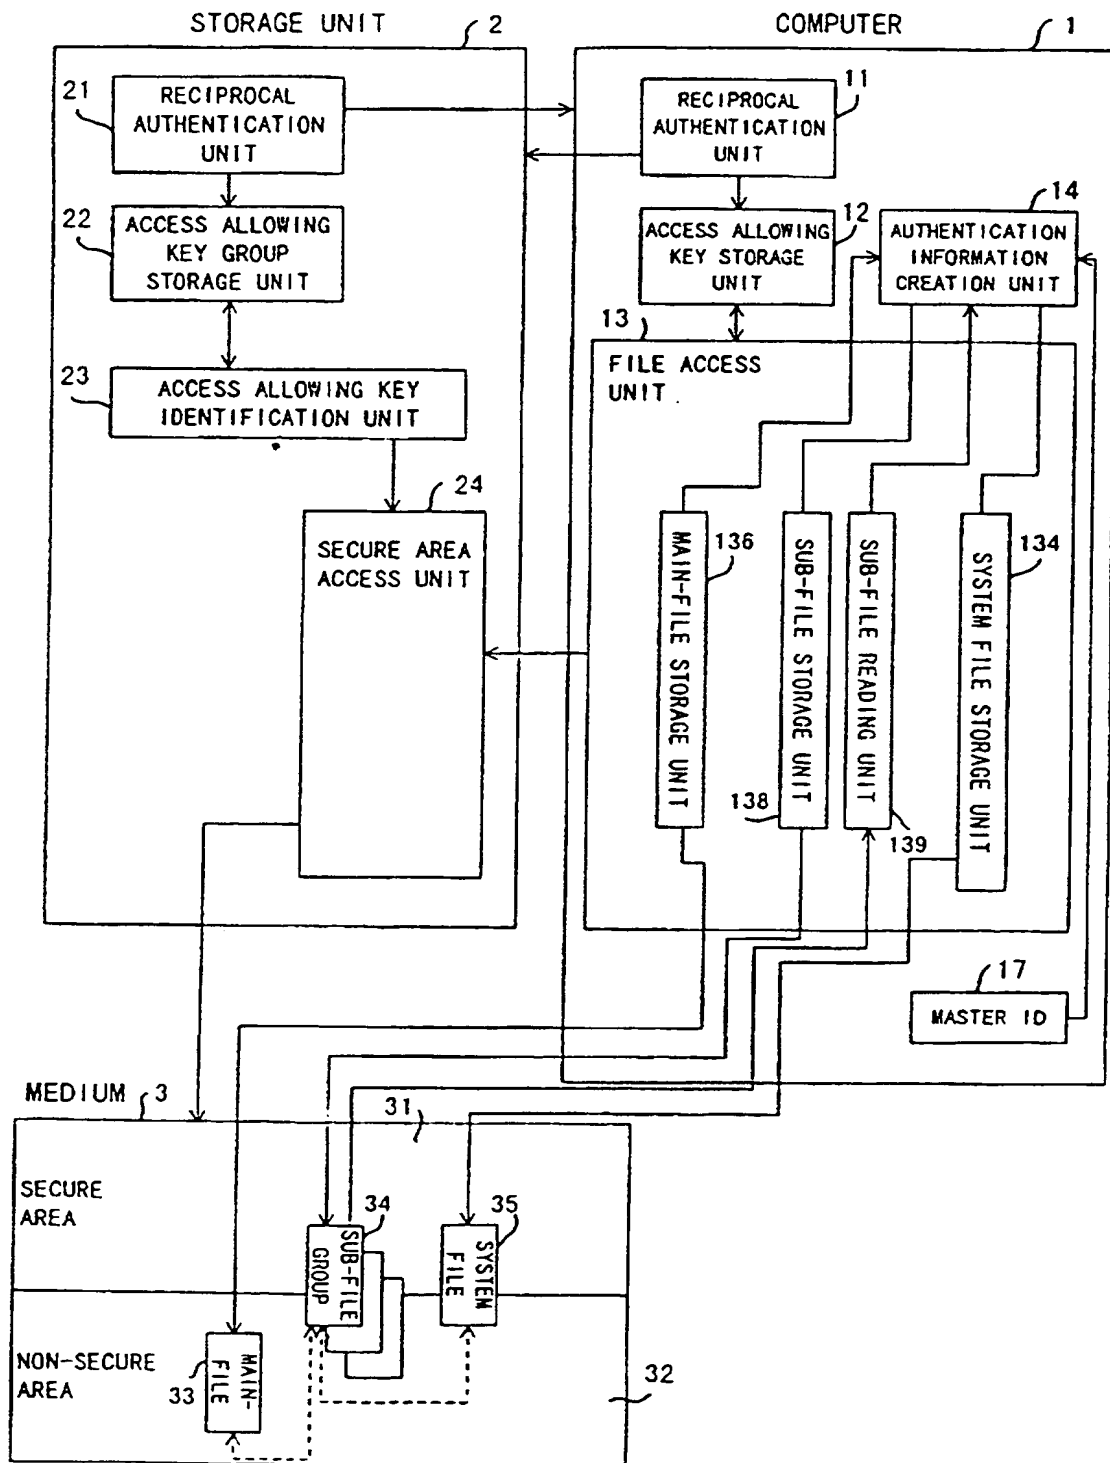 STORAGE UNIT
2
COMPUTER
1
21
RECIPROCAL
AUTHENTICATION
UNIT
11
RECIPROCAL
AUTHENTICATION
UNIT
22
ACCESS ALLOWING
KEY GROUP
STORAGE UNIT
12
ACCESS ALLOWING
KEY STORAGE
UNIT
14
AUTHENTICATION
INFORMATION
CREATION UNIT
23
ACCESS ALLOWING KEY
IDENTIFICATION UNIT
13
FILE ACCESS
UNIT
24
SECURE AREA
ACCESS UNIT
MAIN-FILE STORAGE UNIT
136
SUB-FILE STORAGE UNIT
138
SUB-FILE READING UNIT
139
SYSTEM FILE STORAGE UNIT
134
17
MASTER ID
MEDIUM
3
31
SECURE
AREA
34
SUB-FILE
GROUP
35
SYSTEM
FILE
NON-SECURE
AREA
33
MAIN-
FILE
32